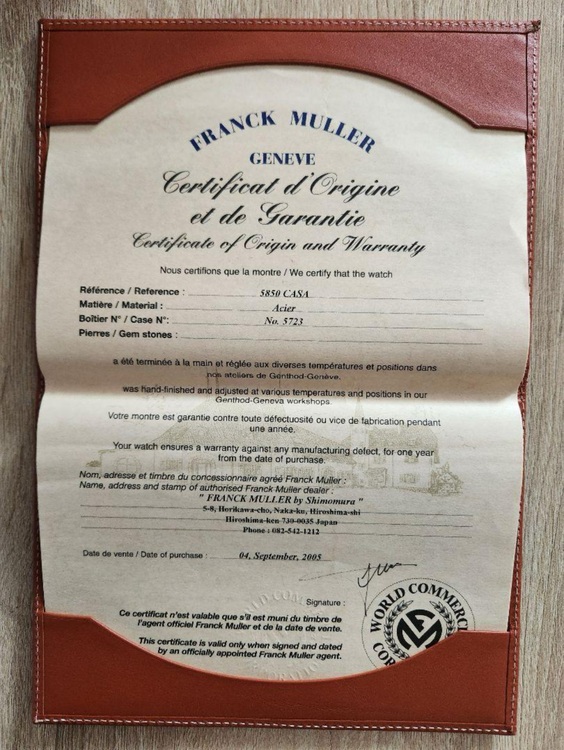 FRANCK MULLER
GENEVE
Certificat d'Origine
et de Garantie
Certificate of Origin and Warranty
Nous certifions que la montre / We certify that the watch
Référence / Reference : 5850 CASA
Matière / Material : Acier
Boîtier N° / Case N°: No. 5723
Pierres / Gem stones :
a été terminée à la main et réglée aux diverses températures et positions dans
nos ateliers de Genthod-Genève.
was hand-finished and adjusted at various temperatures and positions in our
Genthod-Geneva workshops.
Votre montre est garantie contre toute défectuosité ou vice de fabrication pendant
une année.
Your watch ensures a warranty against any manufacturing defect, for one year
from the date of purchase.
Nom, adresse et timbre du concessionnaire agréé Franck Muller :
Name, address and stamp of authorised Franck Muller dealer :
" FRANCK MULLER by Shimomura "
5-8, Horikawa-cho, Naka-ku, Hiroshima-shi
Hiroshima-ken 730-0035 Japan
Phone : 082-542-1212
Date de vente / Date of purchase : 04, September, 2005
Signature :
Ce certificat n'est valable que s'il est muni du timbre de
l'agent officiel Franck Muller et de la date de vente.
This certificate is valid only when signed and dated
by an officially appointed Franck Muller agent.
WORLD COMMERC
COR